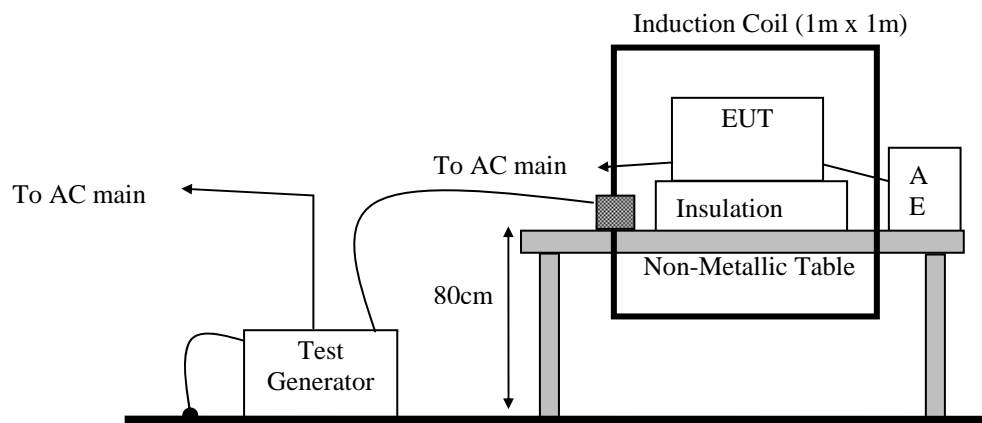 Induction Coil (1m x 1m)
EUT
To AC main
To AC main
A
E
Insulation
Non-Metallic Table
80cm
Test
Generator